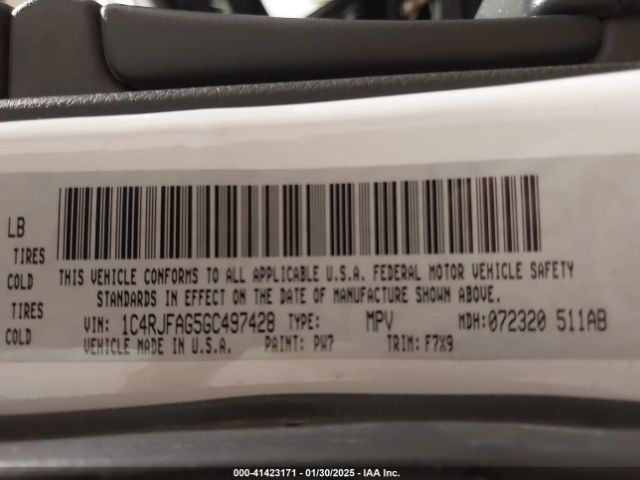 LB
TIRES
COLD
TIRES
COLD
THIS VEHICLE CONFORMS TO ALL APPLICABLE U.S.A. FEDERAL MOTOR VEHICLE SAFETY
STANDARDS IN EFFECT ON THE DATE OF MANUFACTURE SHOWN ABOVE.
VIN: 1C4RJFAG5GC497428 TYPE: MPV MDH:072320 511AB
VEHICLE MADE IN U.S.A. PAINT: PW7 TRIM: F7X9
000-41423171 - 01/30/2025 - IAA Inc.